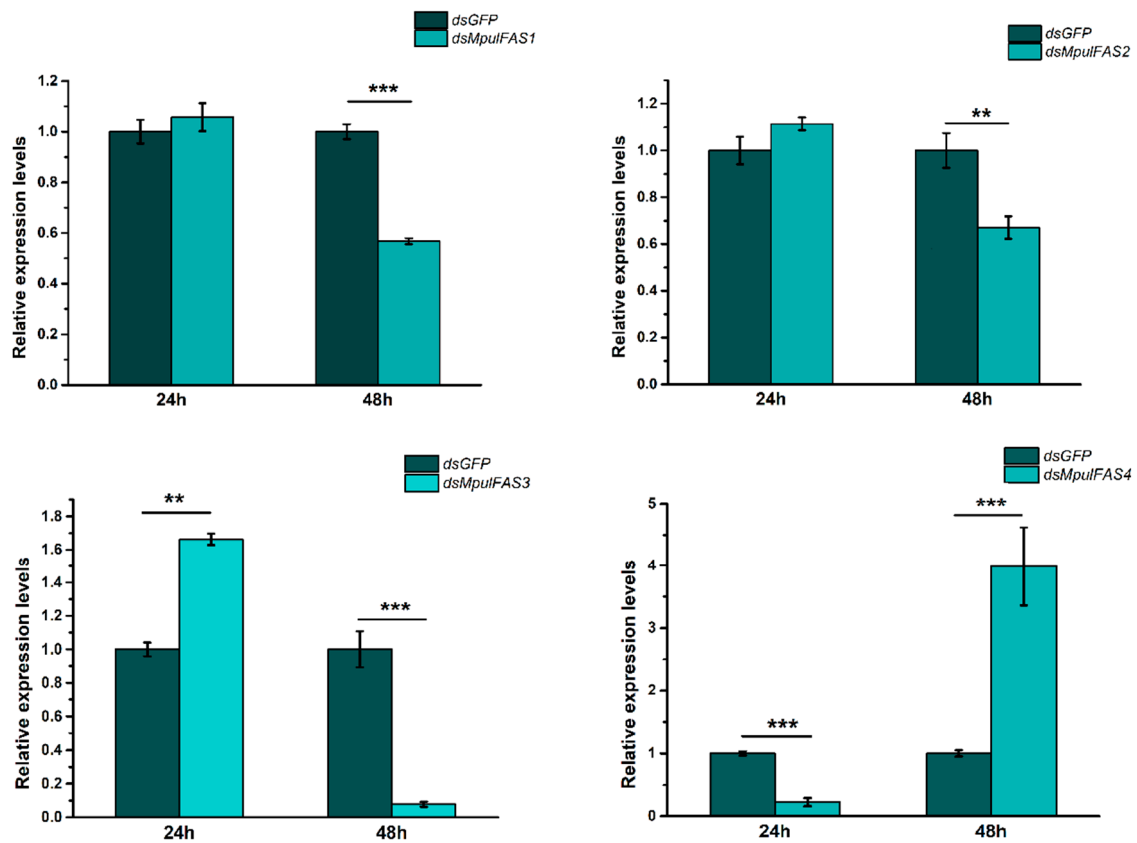 dsGFP
dsMpulFAS1
Relative expression levels
1.2
1.0
0.8
0.6
0.4
0.2
0.0
***
24h
48h
dsGFP
dsMpulFAS2
Relative expression levels
1.2
1.0
0.8
0.6
0.4
0.2
0.0
**
24h
48h
dsGFP
dsMpulFAS3
Relative expression levels
1.8
1.6
1.4
1.2
1.0
0.8
0.6
0.4
0.2
0.0
**
***
24h
48h
dsGFP
dsMpulFAS4
Relative expression levels
5
4
3
2
1
0
***
***
24h
48h